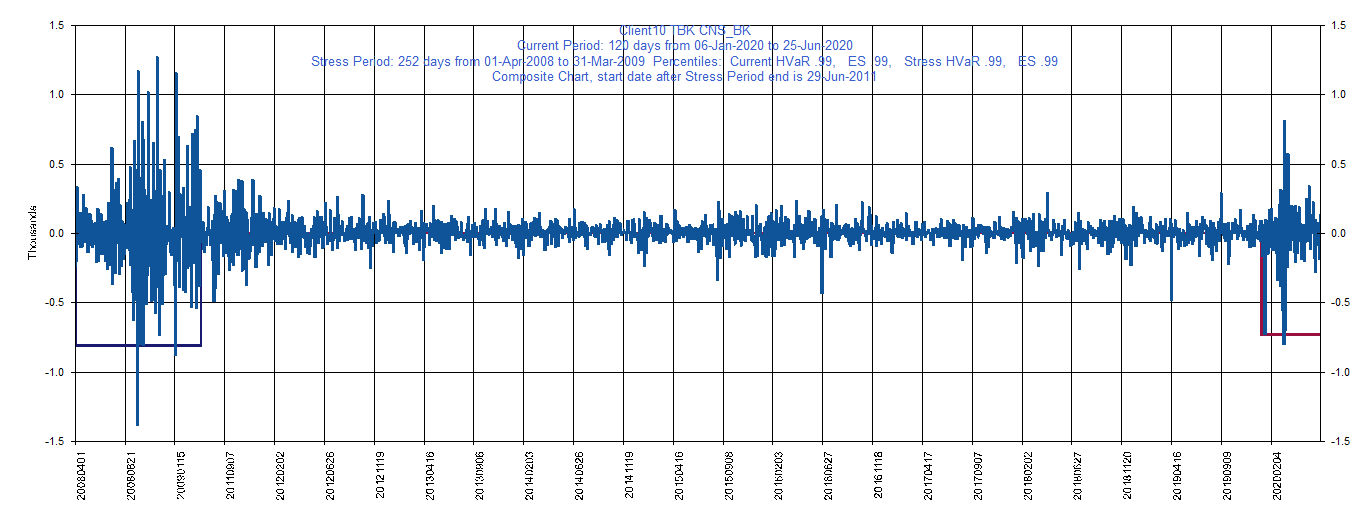 Client10 TBK CNS_BK
Current Period: 120 days from 06-Jan-2020 to 25-Jun-2020
Stress Period: 252 days from 01-Apr-2008 to 31-Mar-2009 Percentiles: Current HVaR .99, ES .99, Stress HVaR .99, ES .99
Composite Chart, start date after Stress Period end is 29-Jun-2011
1.5 1.5
1.0 1.0
0.5 0.5
0.0 0.0
-0.5 -0.5
-1.0 -1.0
-1.5 -1.5
Thousands
20080401 20080821 20090115 20110907 20120202 20120626 20121119 20130416 20130906 20140203 20140626 20141119 20150416 20150908 20160203 20160627 20161118 20170417 20170907 20180202 20180627 20181120 20190416 20190909 20200204